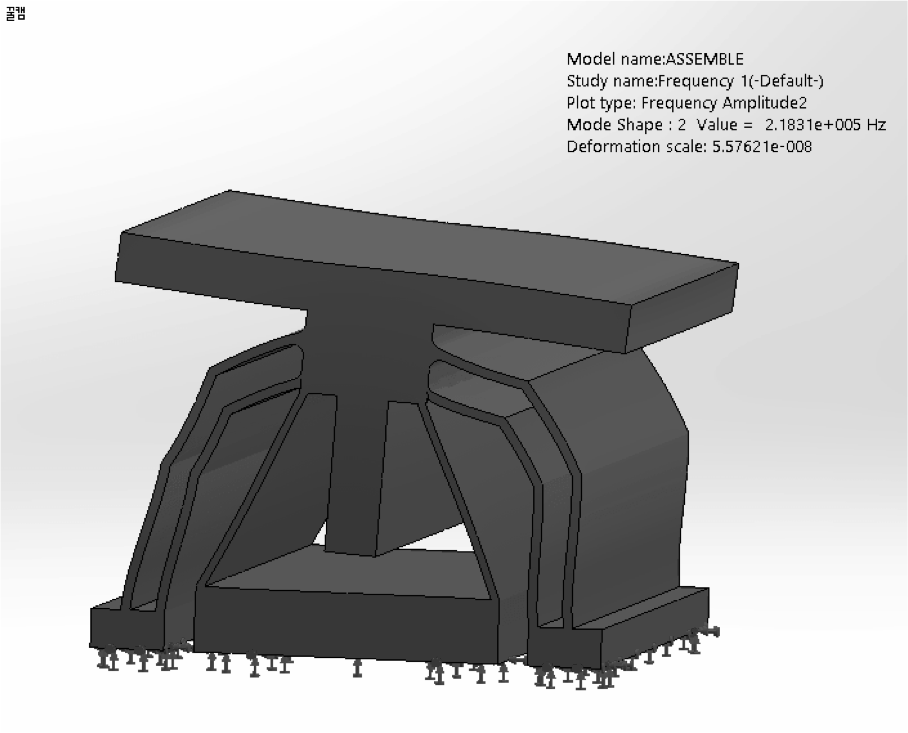 꿀캠
Model name:ASSEMBLE
Study name:Frequency 1(-Default-)
Plot type: Frequency Amplitude2
Mode Shape : 2  Value =   2.1831e+005 Hz
Deformation scale: 5.57621e-008